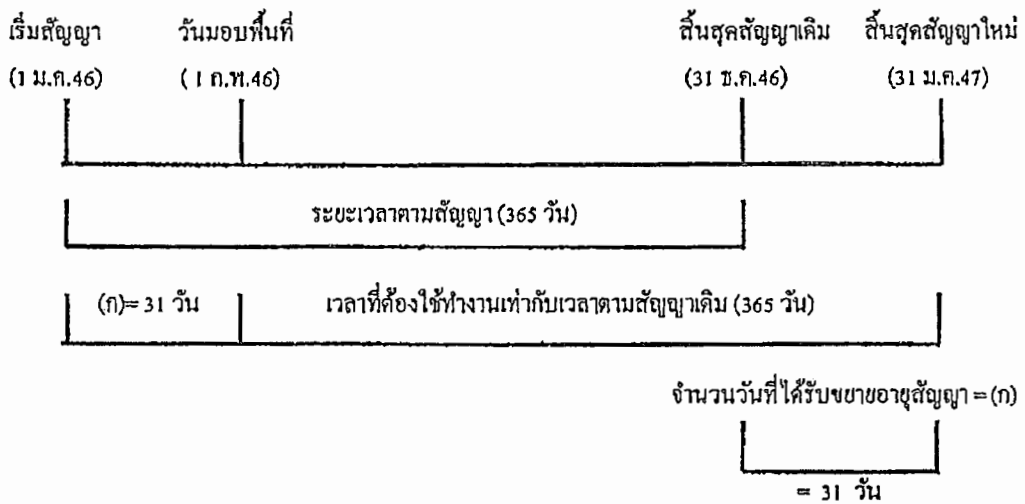 เริ่มสัญญา วันมอบพื้นที่ สิ้นสุดสัญญาเดิม สิ้นสุดสัญญาใหม่
(1 ม.ค.46) ( 1 ก.พ.46) (31 ธ.ค.46) (31 ม.ค.47)
ระยะเวลาตามสัญญา (365 วัน)
(ก)= 31 วัน เวลาที่ต้องใช้ทำงานเท่ากับเวลาตามสัญญาเดิม (365 วัน)
จำนวนวันที่ได้รับขยายอายุสัญญา = (ก)
= 31 วัน